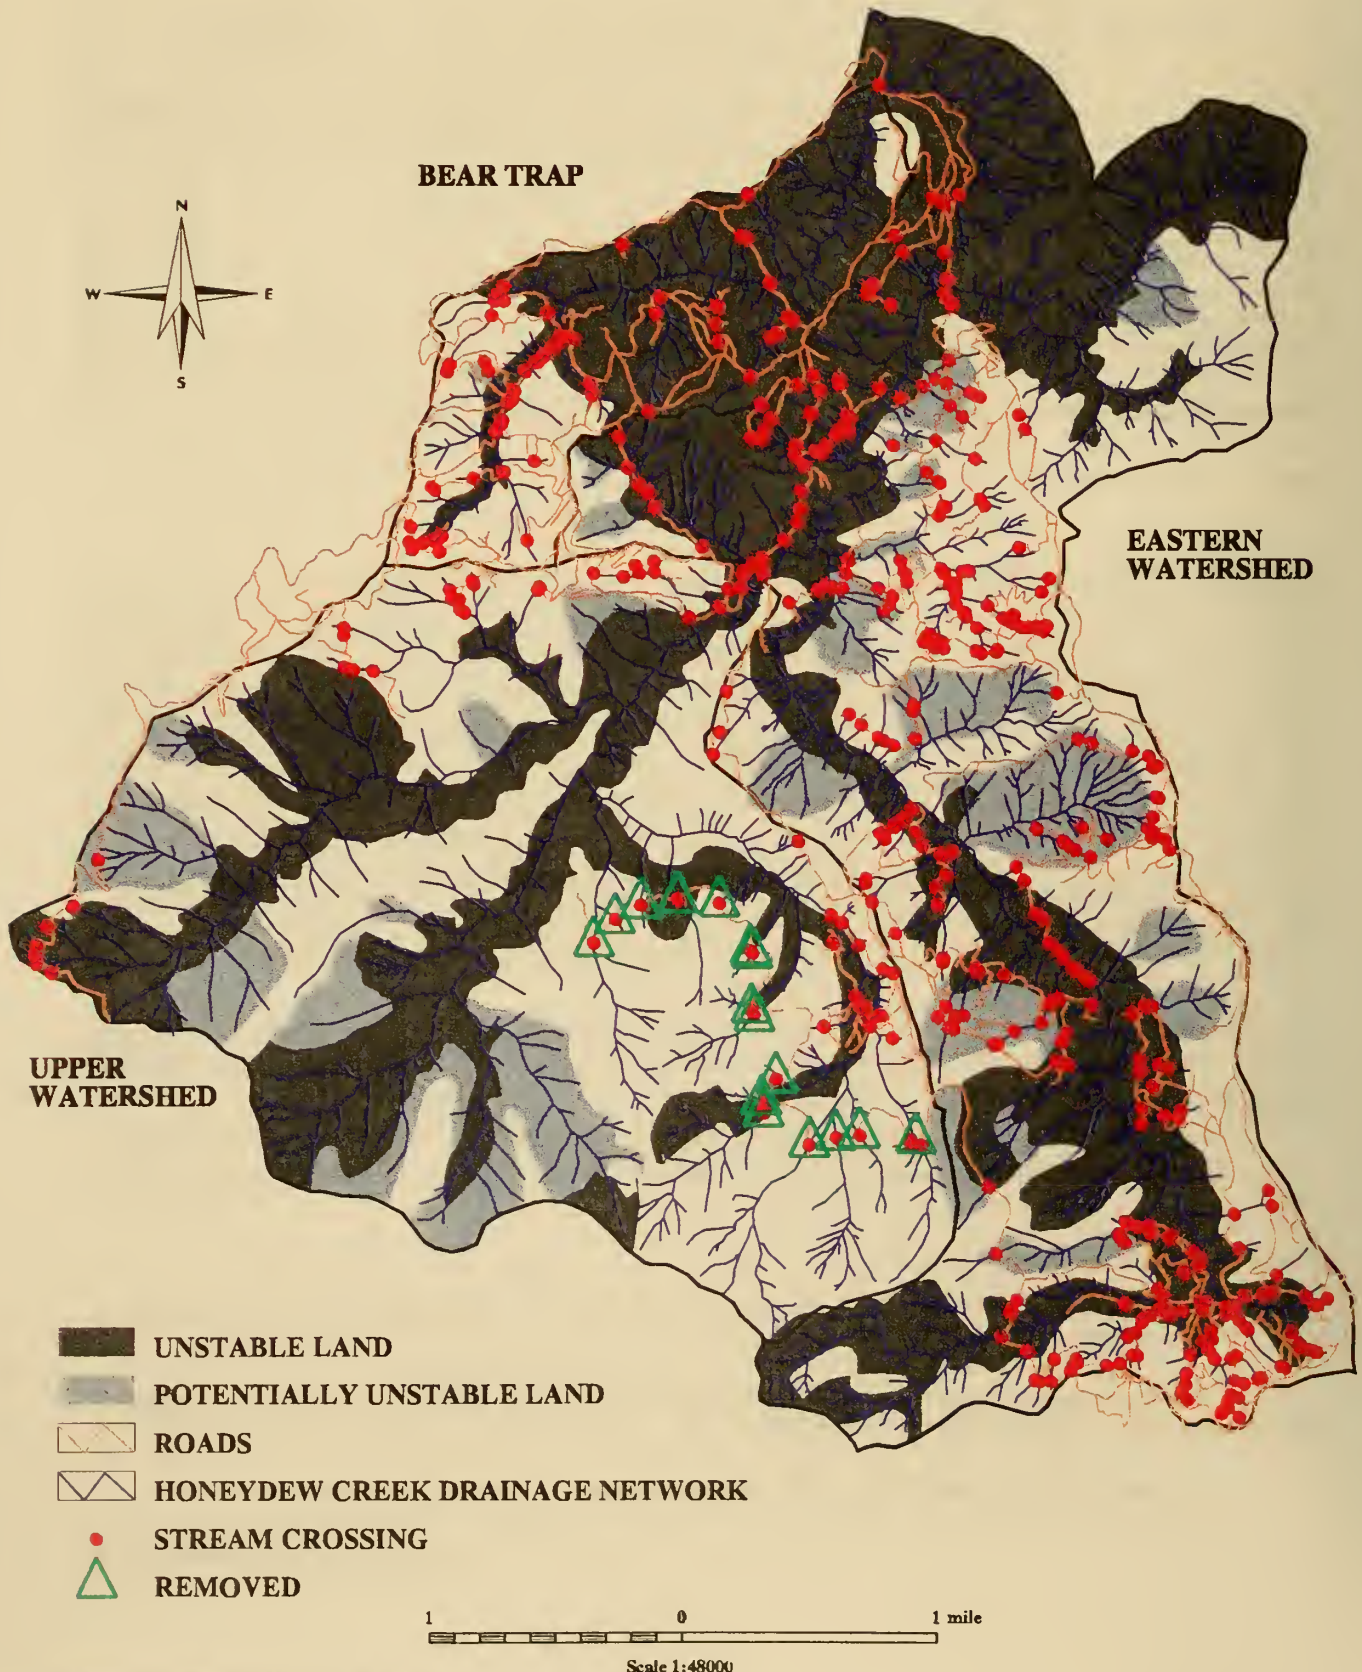 BEAR TRAP
N
W
E
S
EASTERN
WATERSHED
UPPER
WATERSHED
UNSTABLE LAND
POTENTIALLY UNSTABLE LAND
ROADS
HONEYDEW CREEK DRAINAGE NETWORK
STREAM CROSSING
REMOVED
1 0 1 mile
Scale 1:48000